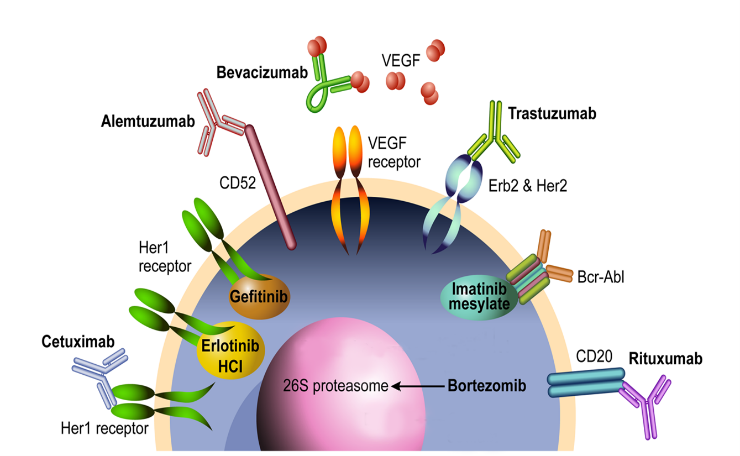 Bevacizumab
VEGF
Alemtuzumab
Trastuzumab
VEGF
receptor
CD52
Erb2 & Her2
Her1
receptor
Bcr-Abl
Gefitinib
Imatinib
mesylate
Cetuximab
Erlotinib
HCl
CD20
Rituxumab
26S proteasome
Bortezomib
Her1 receptor